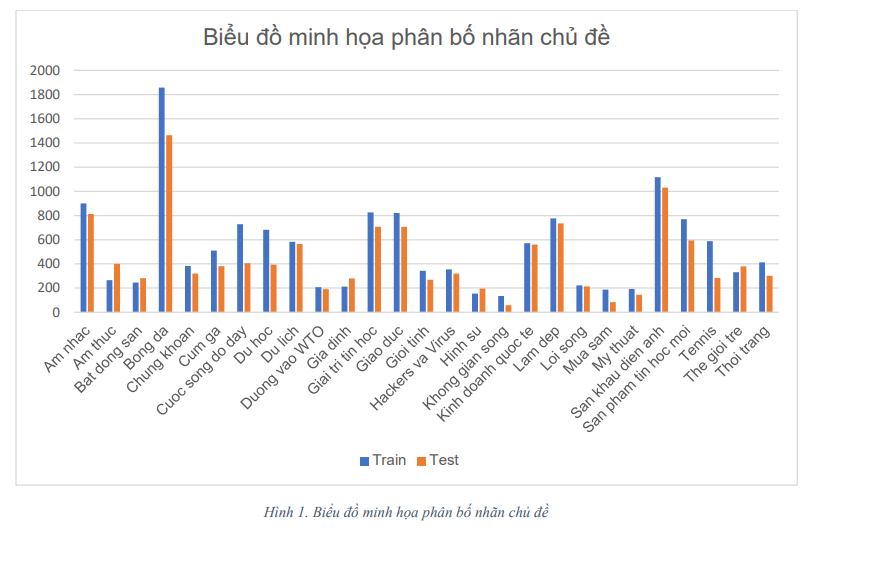 Biểu đồ minh họa phân bố nhãn chủ đề
2000
1800
1600
1400
1200
1000
800
600
400
200
0
Am nhac
Am thuc
Bat dong san
Bong da
Chung khoan
Cum ga
Cuoc song do day
Du hoc
Du lich
Duong vao WTO
Gia dinh
Giai tri tin hoc
Giao duc
Gioi tinh
Hackers va Virus
Hinh su
Khong gian song
Kinh doanh quoc te
Lam dep
Loi song
Mua sam
My thuat
San khau dien anh
San pham tin hoc moi
Tennis
The gioi tre
Thoi trang
Train Test
Hình 1. Biểu đồ minh họa phân bố nhãn chủ đề